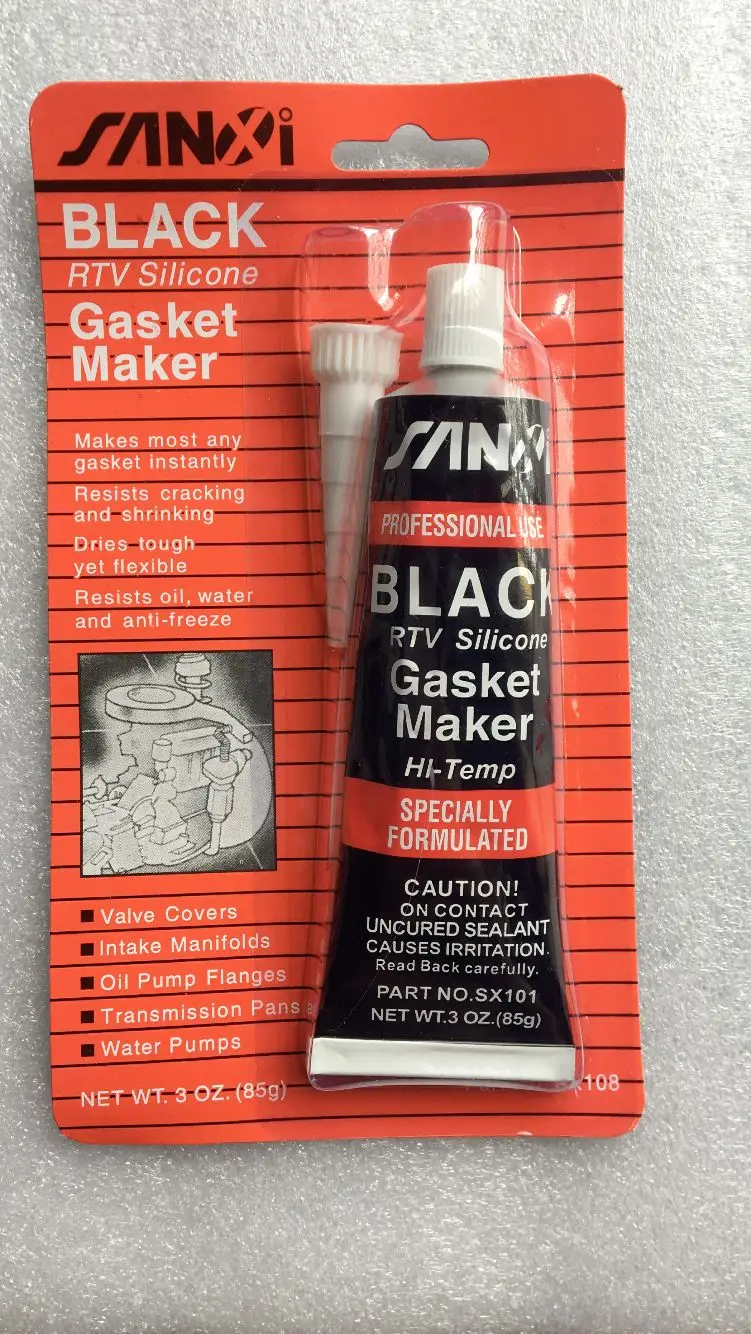 SANXi
BLACK
RTV Silicone
Gasket
Maker
Makes most any
gasket instantly
Resists cracking
and shrinking
Dries tough
yet flexible
Resists oil, water
and anti-freeze
■ Valve Covers
■ Intake Manifolds
■ Oil Pump Flanges
■ Transmission Pans
■ Water Pumps
NET WT. 3 OZ. (85g)
108
SANX
PROFESSIONAL USE
BLACK
RTV Silicone
Gasket
Maker
HI-Temp
SPECIALLY
FORMULATED
CAUTION!
ON CONTACT
UNCURED SEALANT
CAUSES IRRITATION.
Read Back carefully.
PART NO.SX101
NET WT.3 OZ.(85g)